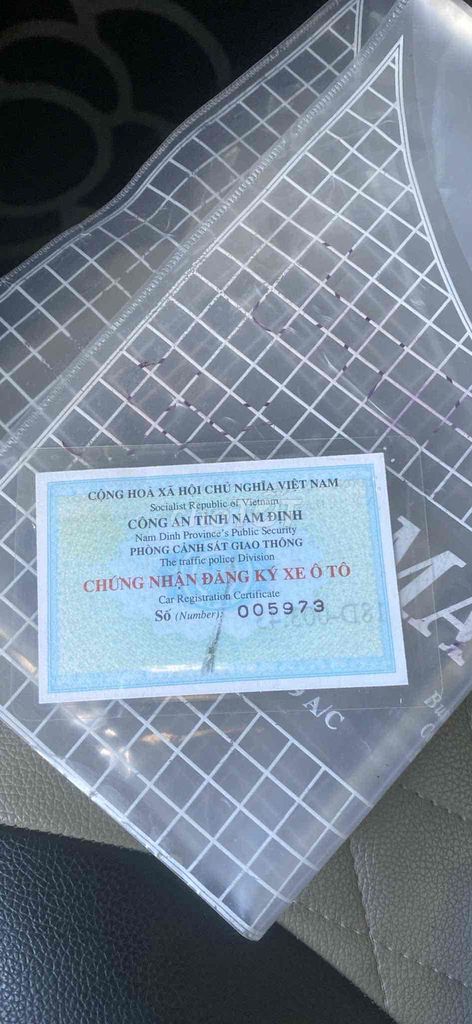 CỘNG HOÀ XÃ HỘI CHỦ NGHĨA VIỆT NAM
Socialist Republic of Vietnam
CÔNG AN TỈNH NAM ĐỊNH
Nam Dinh Province's Public Security
PHÒNG CẢNH SÁT GIAO THÔNG
The traffic police Division
CHỨNG NHẬN ĐĂNG KÝ XE Ô TÔ
Car Registration Certificate
Số (Number): 005973
MA
A/C